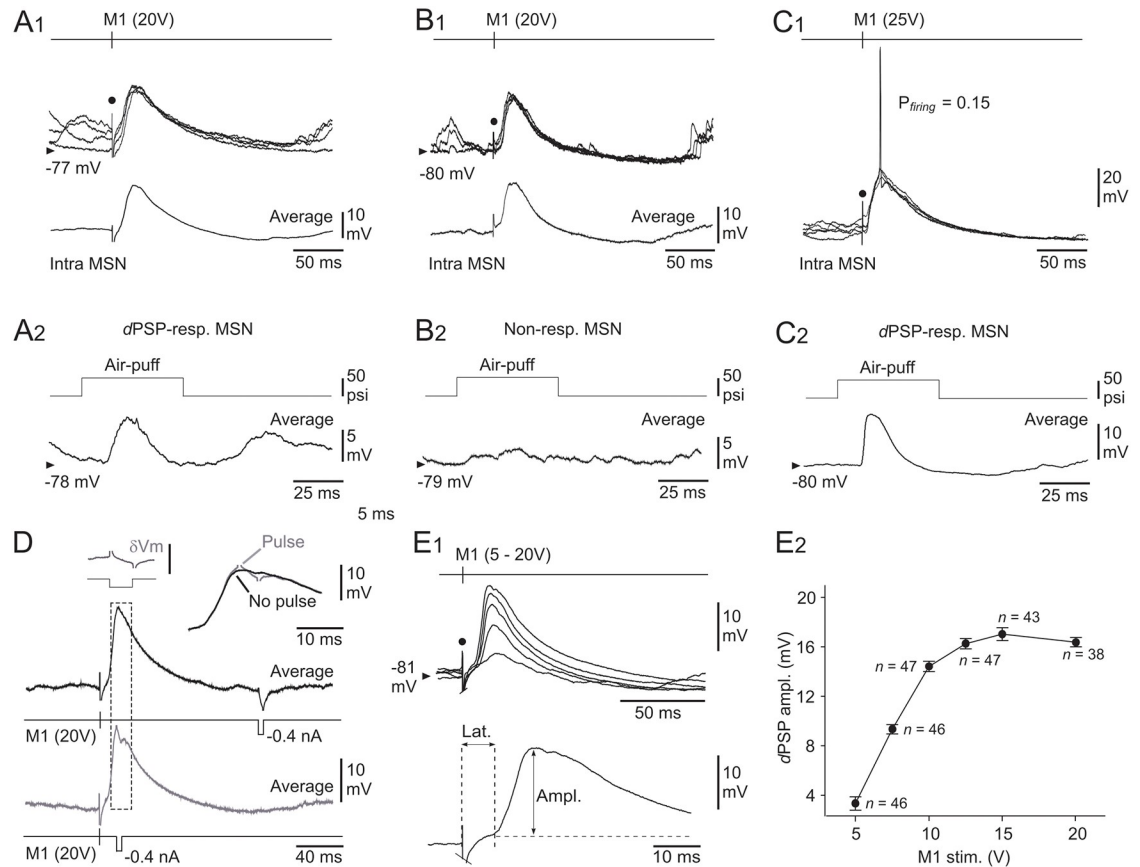 A1
M1 (20V)
-77 mV
Average
10
mV
50 ms
Intra MSN
B1
M1 (20V)
-80 mV
Average
10
mV
50 ms
Intra MSN
C1
M1 (25V)
Pfiring = 0.15
20
mV
Intra MSN
50 ms
A2
dPSP-resp. MSN
Air-puff
50
psi
Average
5
mV
-78 mV
25 ms
B2
Non-resp. MSN
Air-puff
50
psi
Average
5
mV
-79 mV
25 ms
C2
dPSP-resp. MSN
Air-puff
50
psi
Average
10
mV
-80 mV
25 ms
5 ms
D
δVm
Pulse
No pulse
10
mV
10 ms
Average
M1 (20V)
-0.4 nA
Average
10
mV
M1 (20V)
-0.4 nA
40 ms
E1
M1 (5 - 20V)
10
mV
-81
mV
50 ms
Lat.
Ampl.
10
mV
10 ms
E2
dPSP ampl. (mV)
20
16
12
8
4
n = 43
n = 47
n = 47
n = 38
n = 46
n = 46
5
10
15
20
M1 stim. (V)